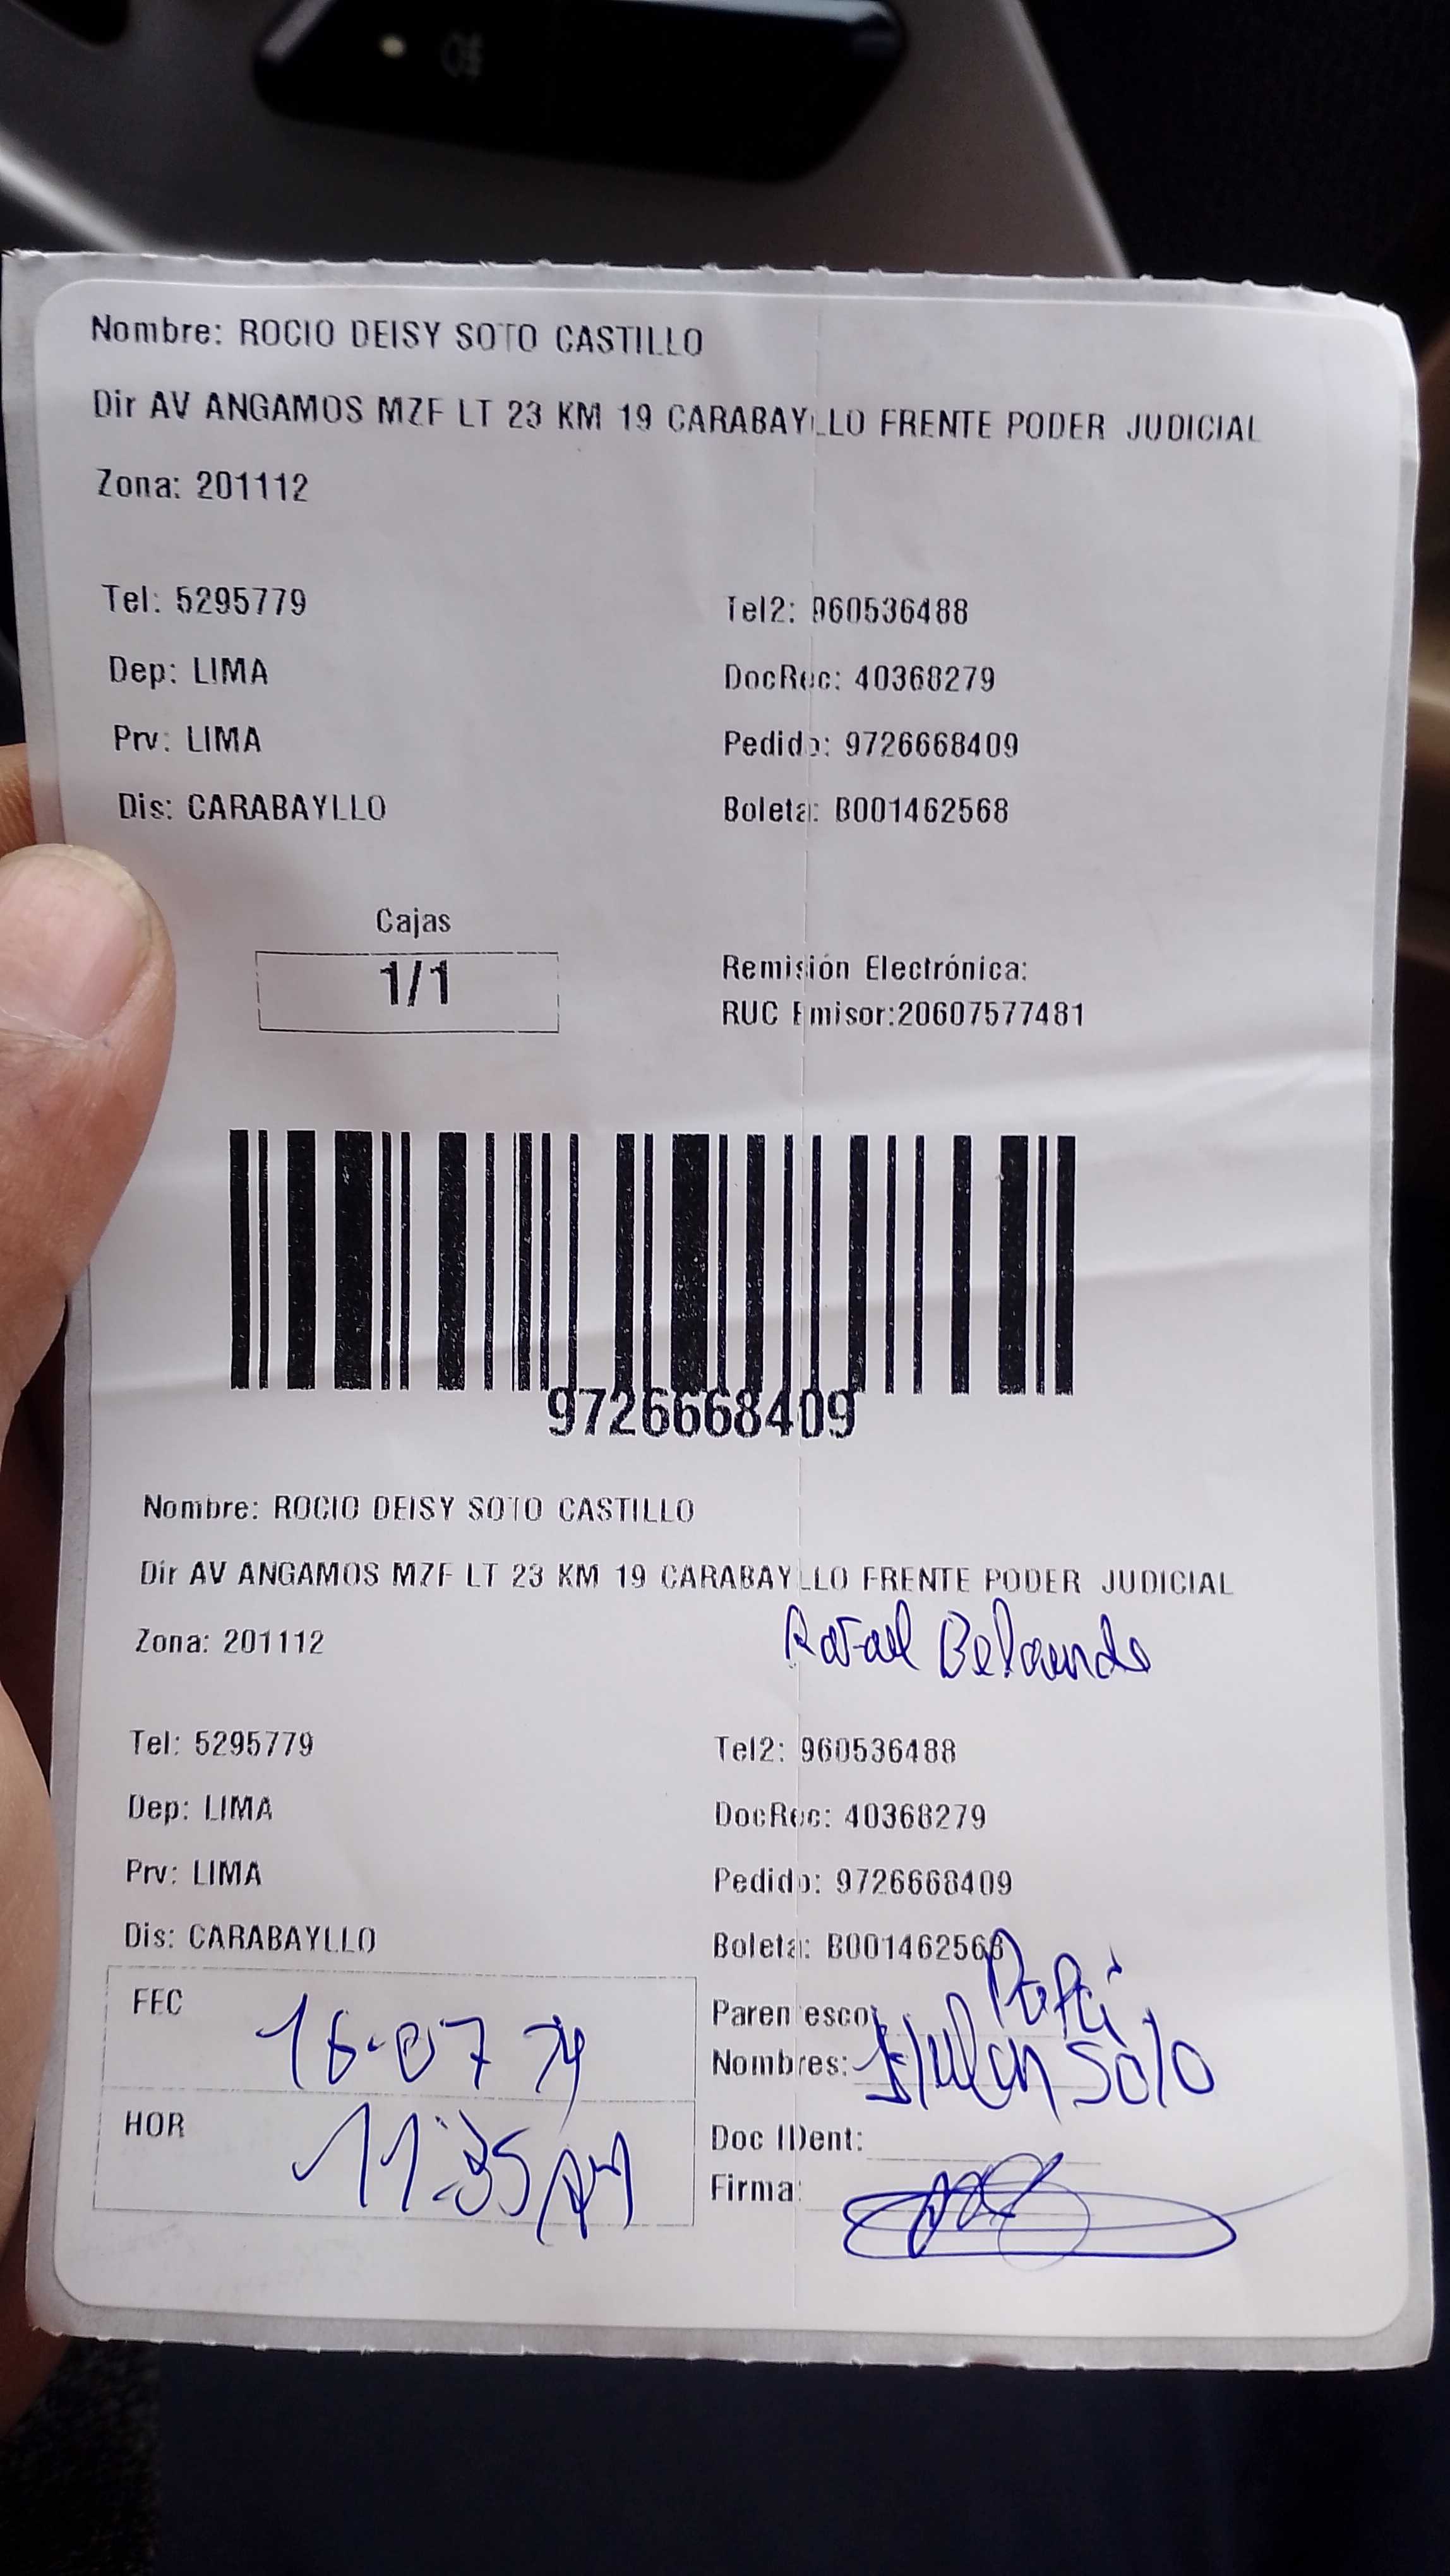 Nombre: ROCIO DEISY SOTO CASTILLO
Dir AV ANGAMOS MZF LT 23 KM 19 CARABAYLLO FRENTE PODER JUDICIAL
Zona: 201112
Tel: 5295779 Tel2: 960536488
Dep: LIMA DocRec: 40368279
Prv: LIMA Pedido: 9726668409
Dis: CARABAYLLO Boleta: B001462568
Cajas
1/1
Remisión Electrónica:
RUC Emisor:20607577481
9726668409
Nombre: ROCIO DEISY SOTO CASTILLO
Dir AV ANGAMOS MZF LT 23 KM 19 CARABAYLLO FRENTE PODER JUDICIAL
Rafael Belaunde
Zona: 201112
Tel: 5295779 Tel2: 960536488
Dep: LIMA DocRec: 40368279
Prv: LIMA Pedido: 9726668409
Dis: CARABAYLLO Boleta: B001462568
FEC 16-07 Parentesco: Papá
Nombres: Soto
HOR 11:35 AM Doc IDent:
Firma: